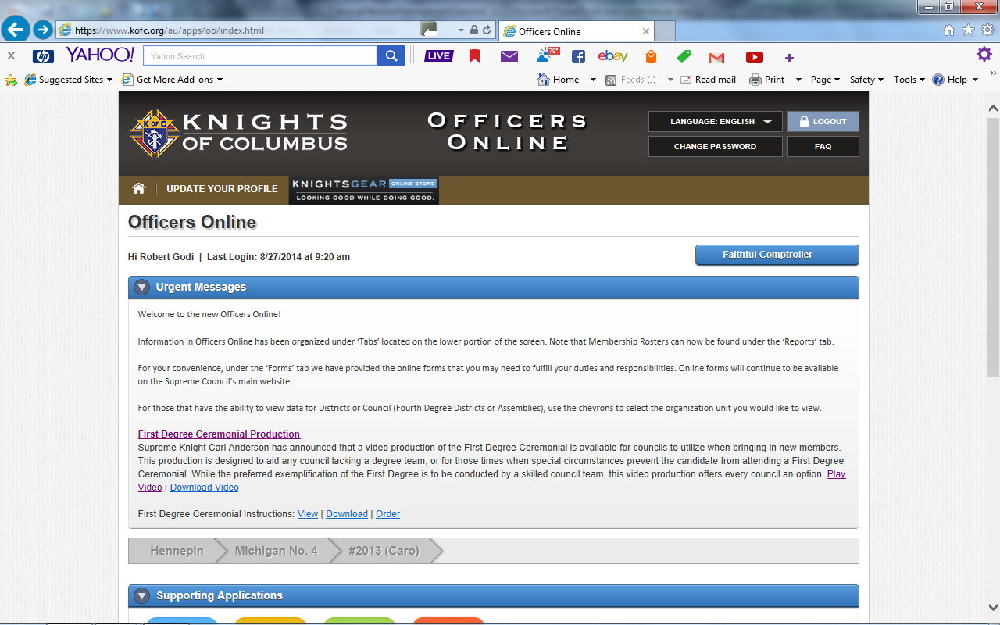 https://www.kofc.org/au/apps/oo/index.html
Officers Online
hp YAHOO! Yahoo Search LIVE 79° ebay
Suggested Sites Get More Add-ons Home Feeds (J) Read mail Print Page Safety Tools Help
K OF C
KNIGHTS OF COLUMBUS
OFFICERS ONLINE
LANGUAGE: ENGLISH LOGOUT
CHANGE PASSWORD FAQ
UPDATE YOUR PROFILE KNIGHTSGEAR ONLINE STORE
LOOKING GOOD WHILE DOING GOOD.
Officers Online
Hi Robert Godi | Last Login: 8/27/2014 at 9:20 am Faithful Comptroller
Urgent Messages
Welcome to the new Officers Online!
Information in Officers Online has been organized under ‘Tabs’ located on the lower portion of the screen. Note that Membership Rosters can now be found under the ‘Reports’ tab.
For your convenience, under the ‘Forms’ tab we have provided the online forms that you may need to fulfill your duties and responsibilities. Online forms will continue to be available
on the Supreme Council’s main website.
For those that have the ability to view data for Districts or Council (Fourth Degree Districts or Assemblies), use the chevrons to select the organization unit you would like to view.
First Degree Ceremonial Production
Supreme Knight Carl Anderson has announced that a video production of the First Degree Ceremonial is available for councils to utilize when bringing in new members.
This production is designed to aid any council lacking a degree team, or for those times when special circumstances prevent the candidate from attending a First Degree
Ceremonial. While the preferred exemplification of the First Degree is to be conducted by a skilled council team, this video production offers every council an option. Play
Video | Download Video
First Degree Ceremonial Instructions: View | Download | Order
Hennepin Michigan No. 4 #2013 (Caro)
Supporting Applications